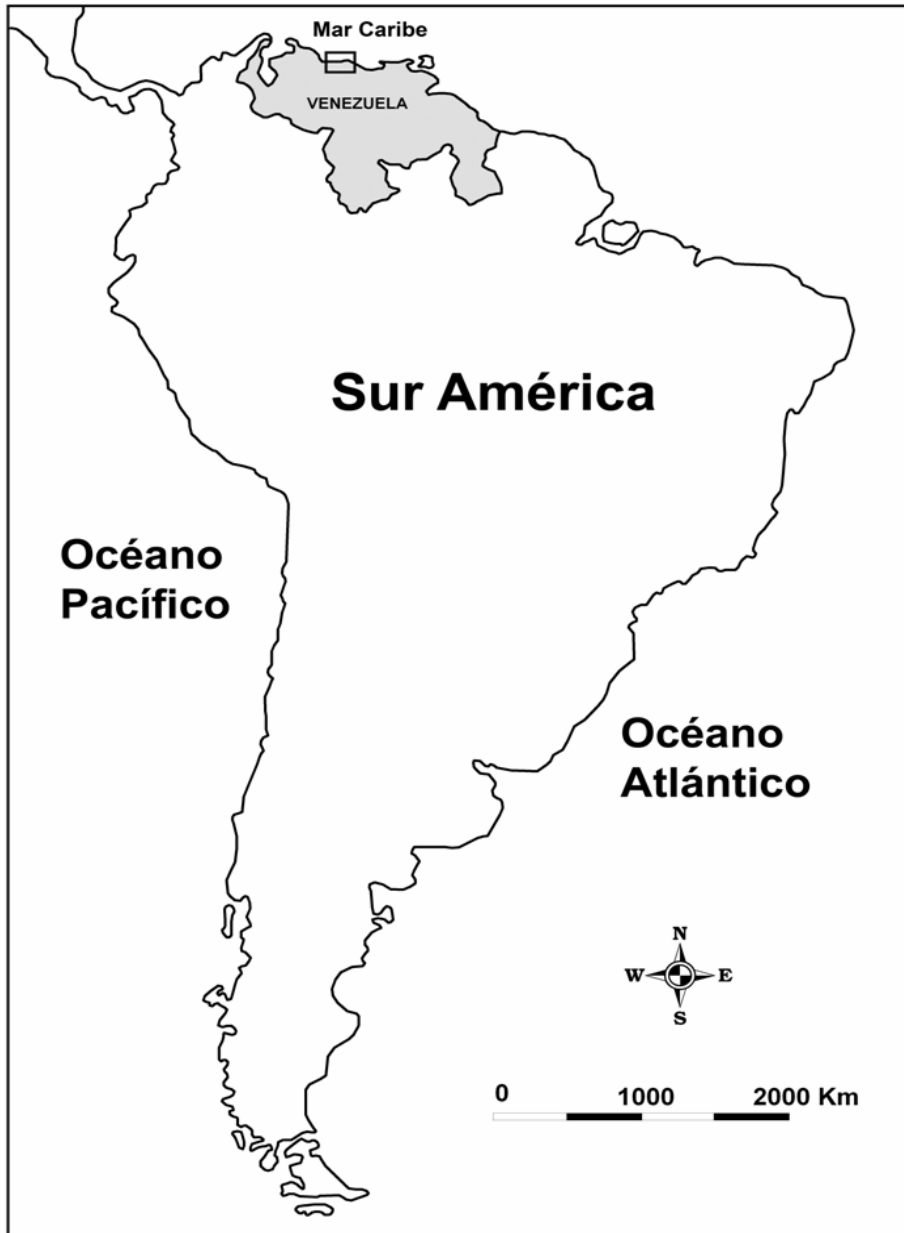 Mar Caribe
VENEZUELA
Sur América
Océano
Pacífico
Océano
Atlántico
N
W E
S
0 1000 2000 Km